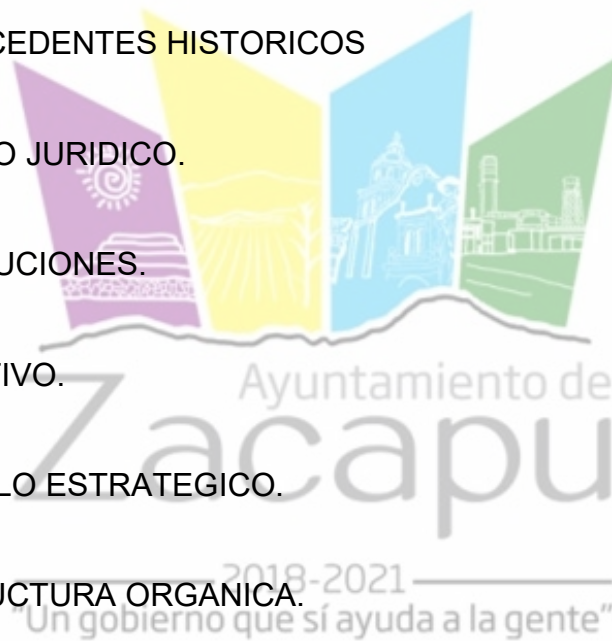 CEDENTES HISTORICOS
O JURIDICO.
UCIONES.
TIVO.
Ayuntamiento de
Zacapu
LO ESTRATEGICO.
2018-2021
UCTURA ORGANICA.
"Un gobierno que sí ayuda a la gente"